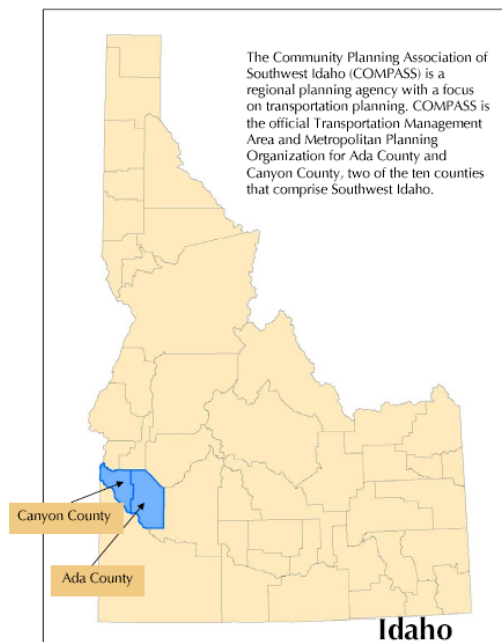 The Community Planning Association of
Southwest Idaho (COMPASS) is a
regional planning agency with a focus
on transportation planning. COMPASS is
the official Transportation Management
Area and Metropolitan Planning
Organization for Ada County and
Canyon County, two of the ten counties
that comprise Southwest Idaho.
Canyon County
Ada County
Idaho